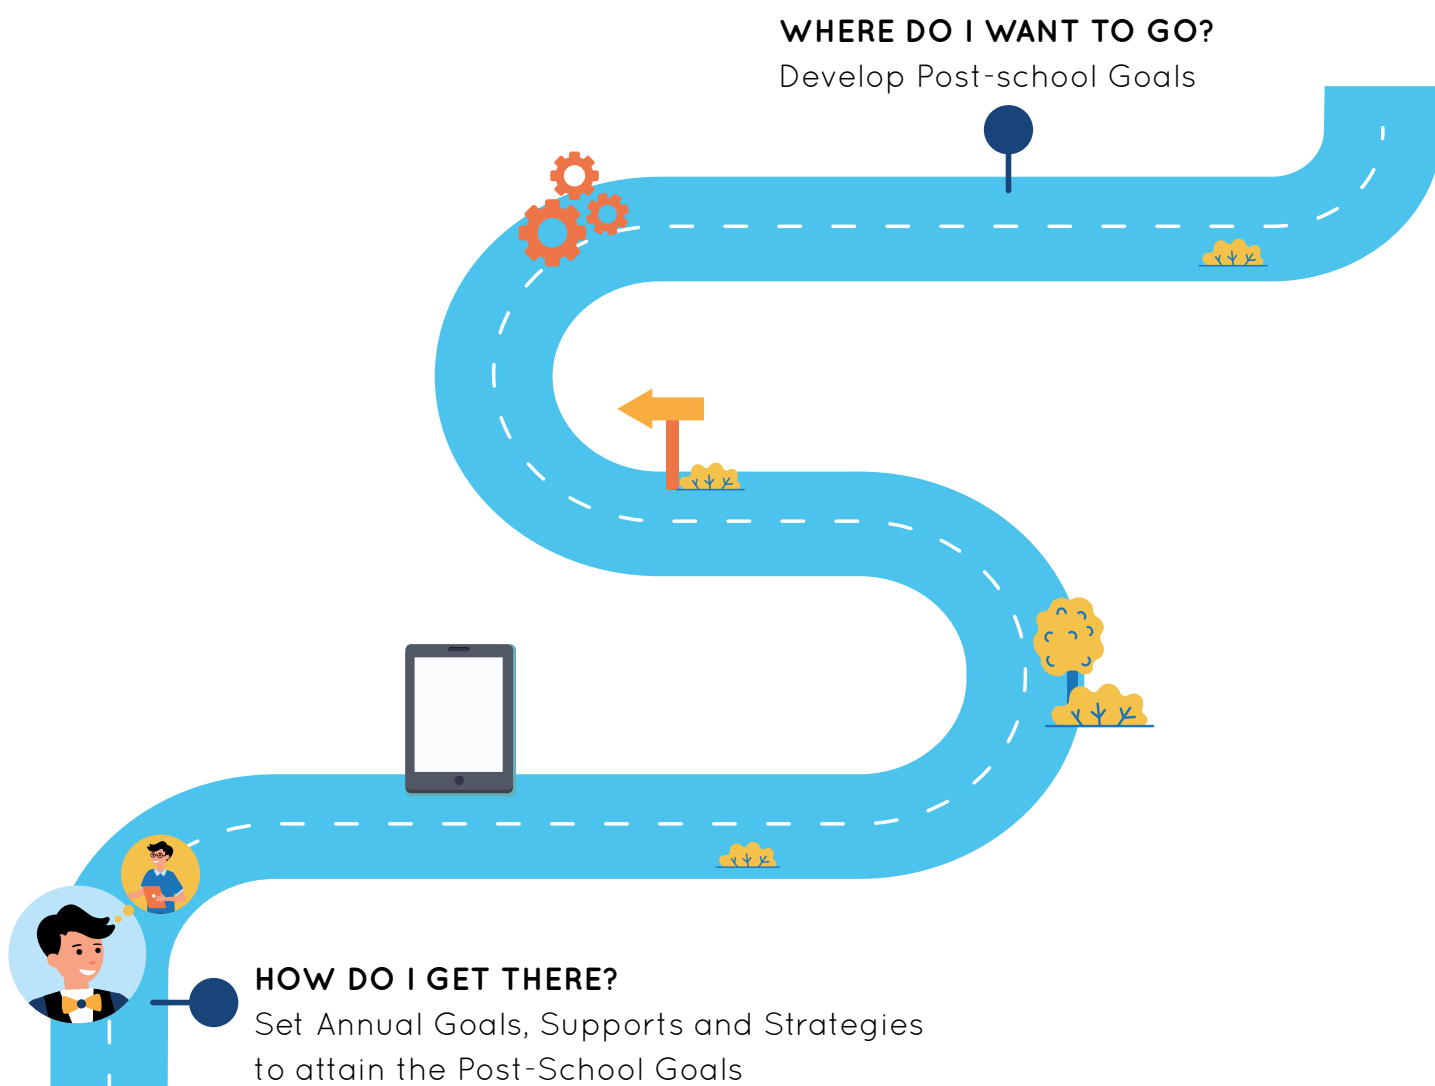 WHERE DO I WANT TO GO?
Develop Post-school Goals
HOW DO I GET THERE?
Set Annual Goals, Supports and Strategies
to attain the Post-School Goals